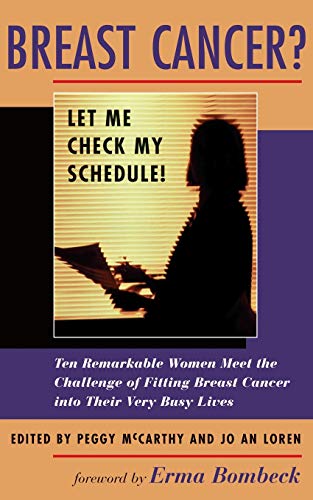 BREAST CANCER?
LET ME
CHECK MY
SCHEDULE!
Ten Remarkable Women Meet the
Challenge of Fitting Breast Cancer
into Their Very Busy Lives
EDITED BY PEGGY McCARTHY AND JO AN LOREN
foreword by Erma Bombeck